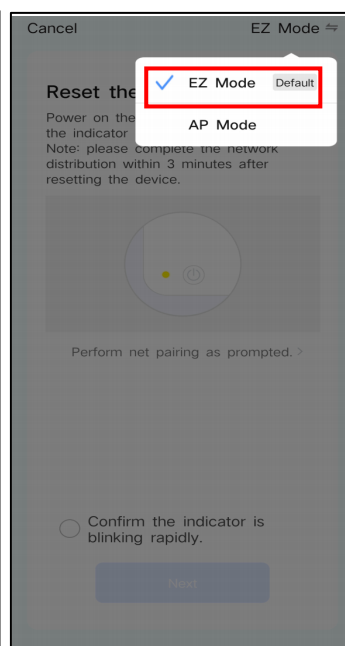 Cancel EZ Mode ⇋
EZ Mode Default
AP Mode
Reset the
Power on the
the indicator
Note: please complete the network
distribution within 3 minutes after
resetting the device.
Perform net pairing as prompted. >
Confirm the indicator is
blinking rapidly.
Next